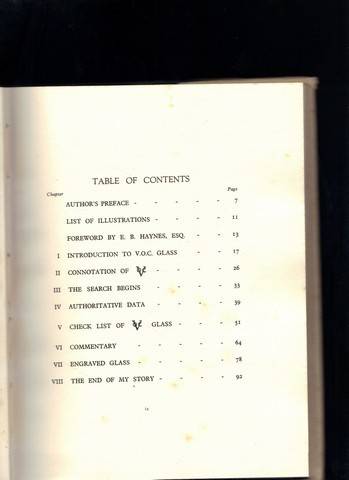 TABLE OF CONTENTS
Chapter Page
AUTHOR'S PREFACE - - - - - 7
LIST OF ILLUSTRATIONS - - - - 11
FOREWORD BY E. B. HAYNES, ESQ. - - - 13
I INTRODUCTION TO V.O.C. GLASS - - - 17
II CONNOTATION OF VOC - - - - 26
III THE SEARCH BEGINS - - - - 33
IV AUTHORITATIVE DATA - - - - 39
V CHECK LIST OF VOC GLASS - - - 51
VI COMMENTARY - - - - - 64
VII ENGRAVED GLASS - - - - 78
VIII THE END OF MY STORY - - - - 92